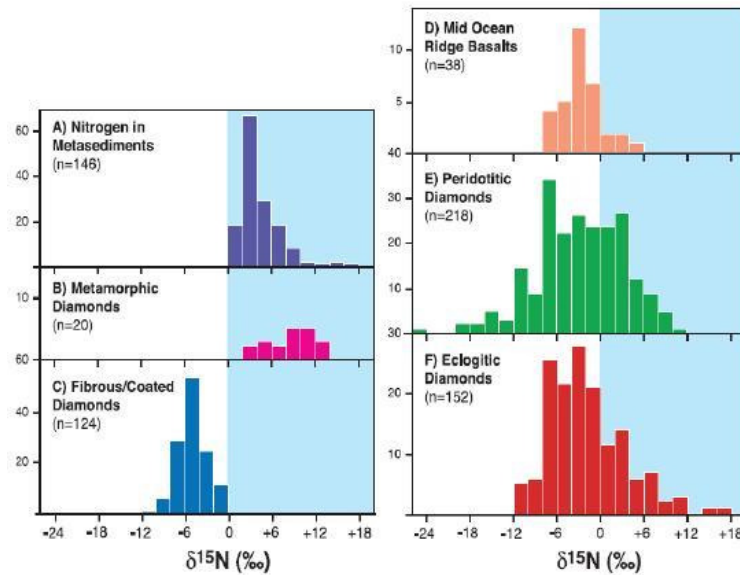 A) Nitrogen in
Metasediments
(n=146)
60
40
20
B) Metamorphic
Diamonds
(n=20)
10
60
C) Fibrous/Coated
Diamonds
(n=124)
40
20
-24 -18 -12 -6 0 +6 +12 +18
δ15N (‰)
D) Mid Ocean
Ridge Basalts
(n=38)
10
5
40
E) Peridotitic
Diamonds
(n=218)
30
20
10
30
F) Eclogitic
Diamonds
(n=152)
20
10
-24 -18 -12 -6 0 +6 +12 +18
δ15N (‰)